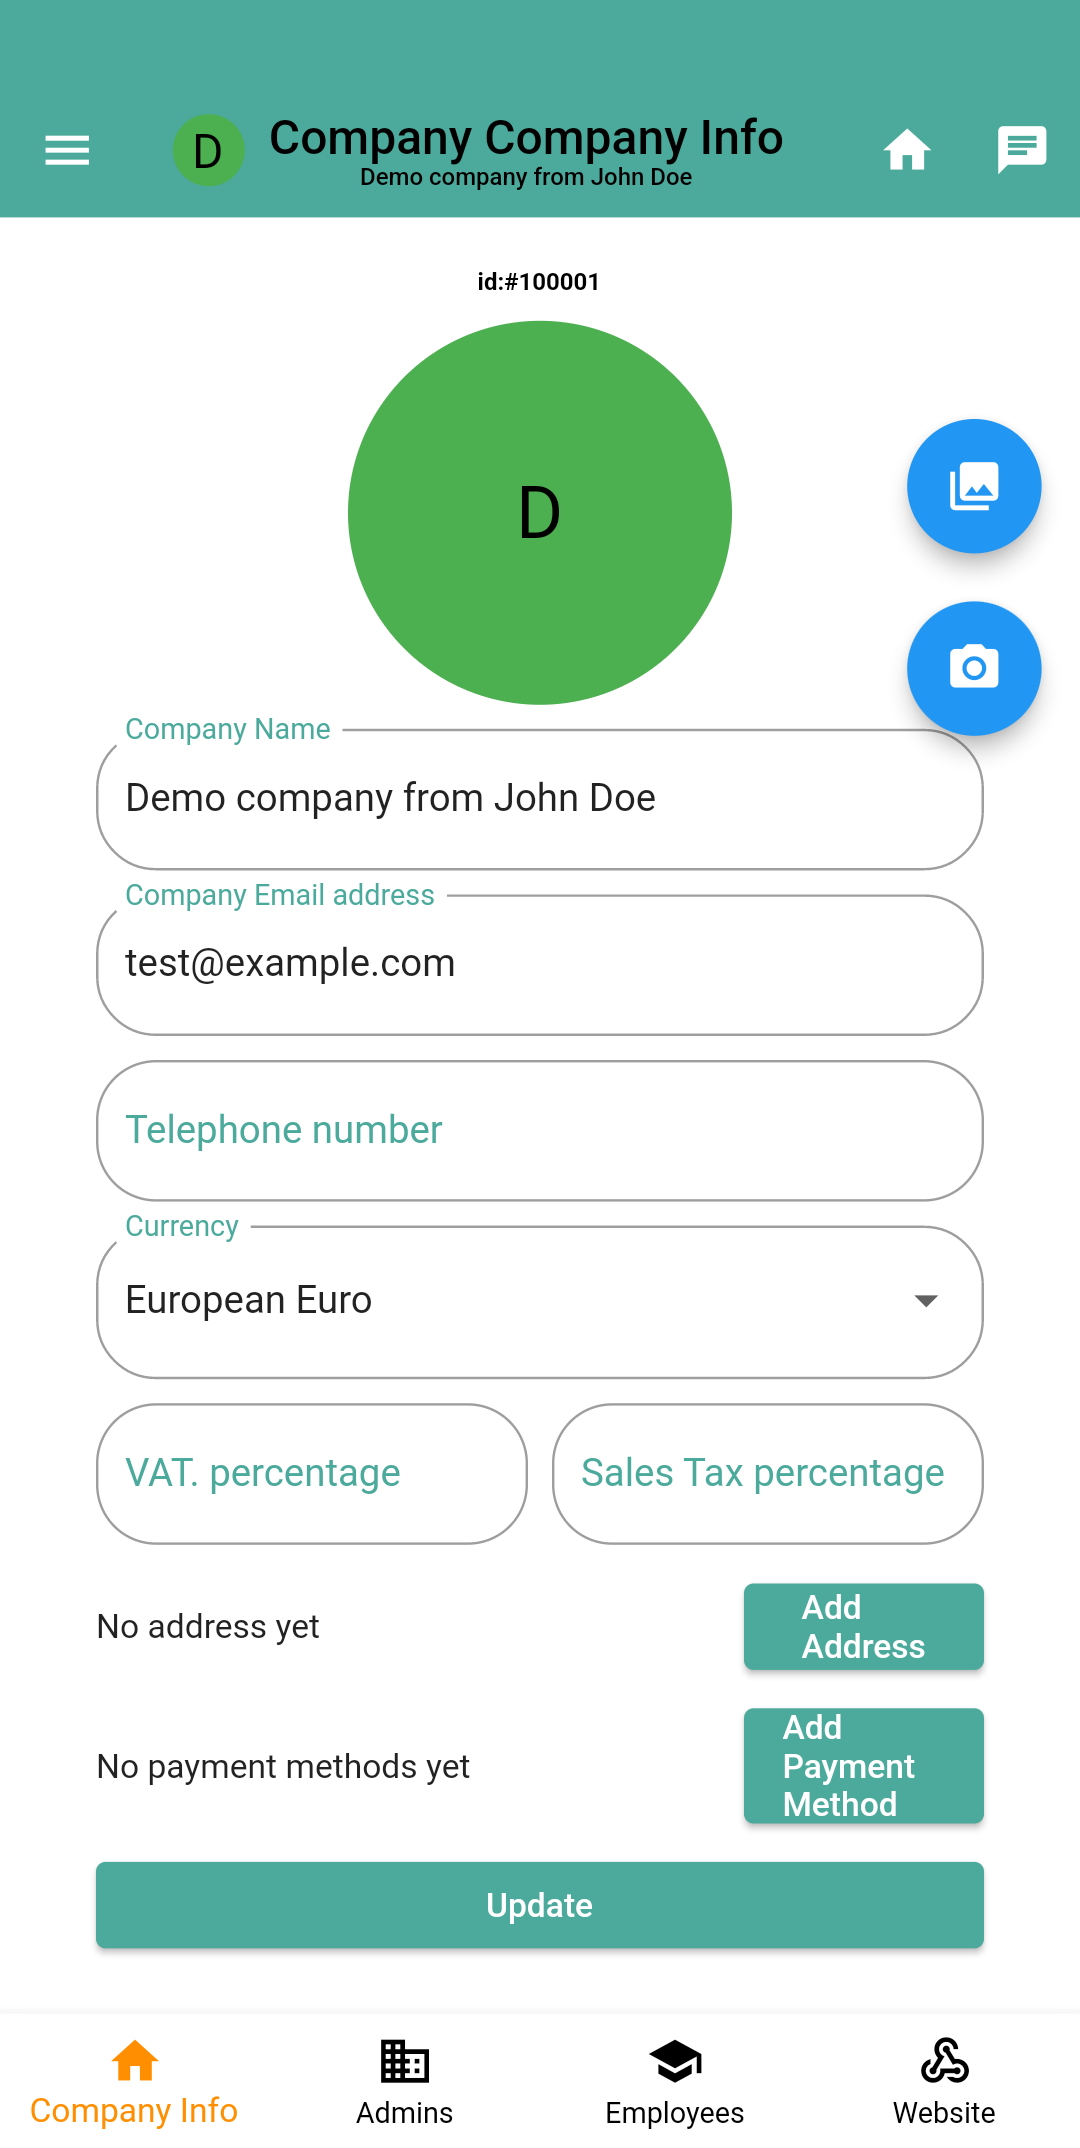 D
Company Company Info
Demo company from John Doe
id:#100001
D
Company Name
Demo company from John Doe
Company Email address
test@example.com
Telephone number
Currency
European Euro
VAT. percentage
Sales Tax percentage
No address yet
Add
Address
No payment methods yet
Add
Payment
Method
Update
Company Info
Admins
Employees
Website